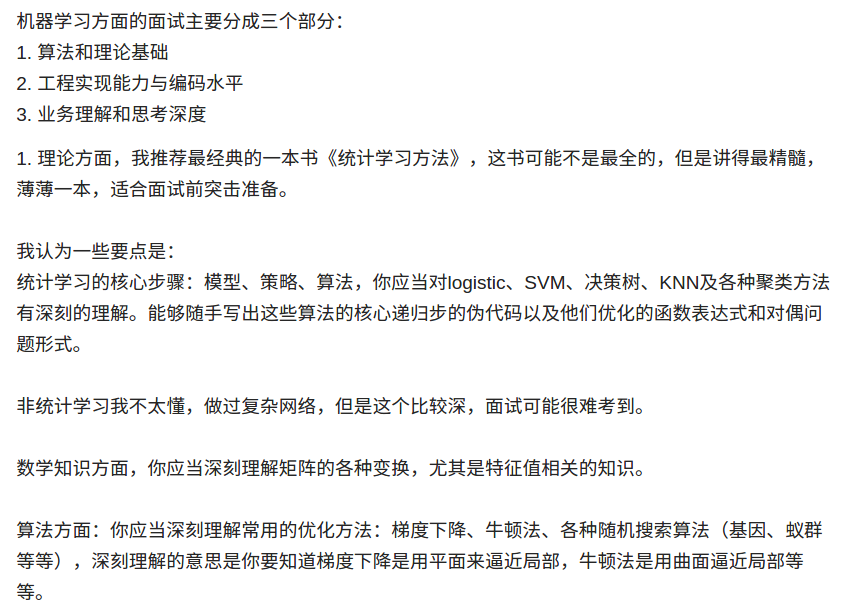 机器学习方面的面试主要分成三个部分：
1. 算法和理论基础
2. 工程实现能力与编码水平
3. 业务理解和思考深度
1. 理论方面，我推荐最经典的一本书《统计学习方法》，这书可能不是最全的，但是讲得最精髓，
薄薄一本，适合面试前突击准备。
我认为一些要点是：
统计学习的核心步骤：模型、策略、算法，你应当对logistic、SVM、决策树、KNN及各种聚类方法
有深刻的理解。能够随手写出这些算法的核心递归步的伪代码以及他们优化的函数表达式和对偶问
题形式。
非统计学习我不太懂，做过复杂网络，但是这个比较深，面试可能很难考到。
数学知识方面，你应当深刻理解矩阵的各种变换，尤其是特征值相关的知识。
算法方面：你应当深刻理解常用的优化方法：梯度下降、牛顿法、各种随机搜索算法（基因、蚁群
等等），深刻理解的意思是你要知道梯度下降是用平面来逼近局部，牛顿法是用曲面逼近局部等
等。